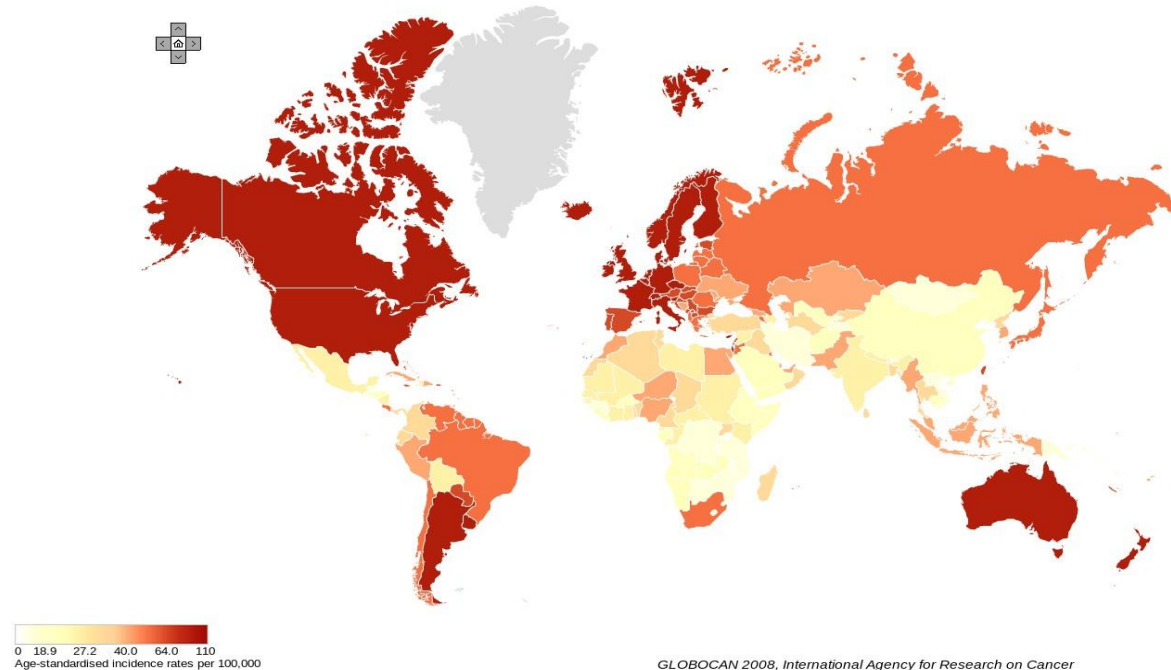 0 18.9 27.2 40.0 64.0 110
Age-standardised incidence rates per 100,000
GLOBOCAN 2008, International Agency for Research on Cancer